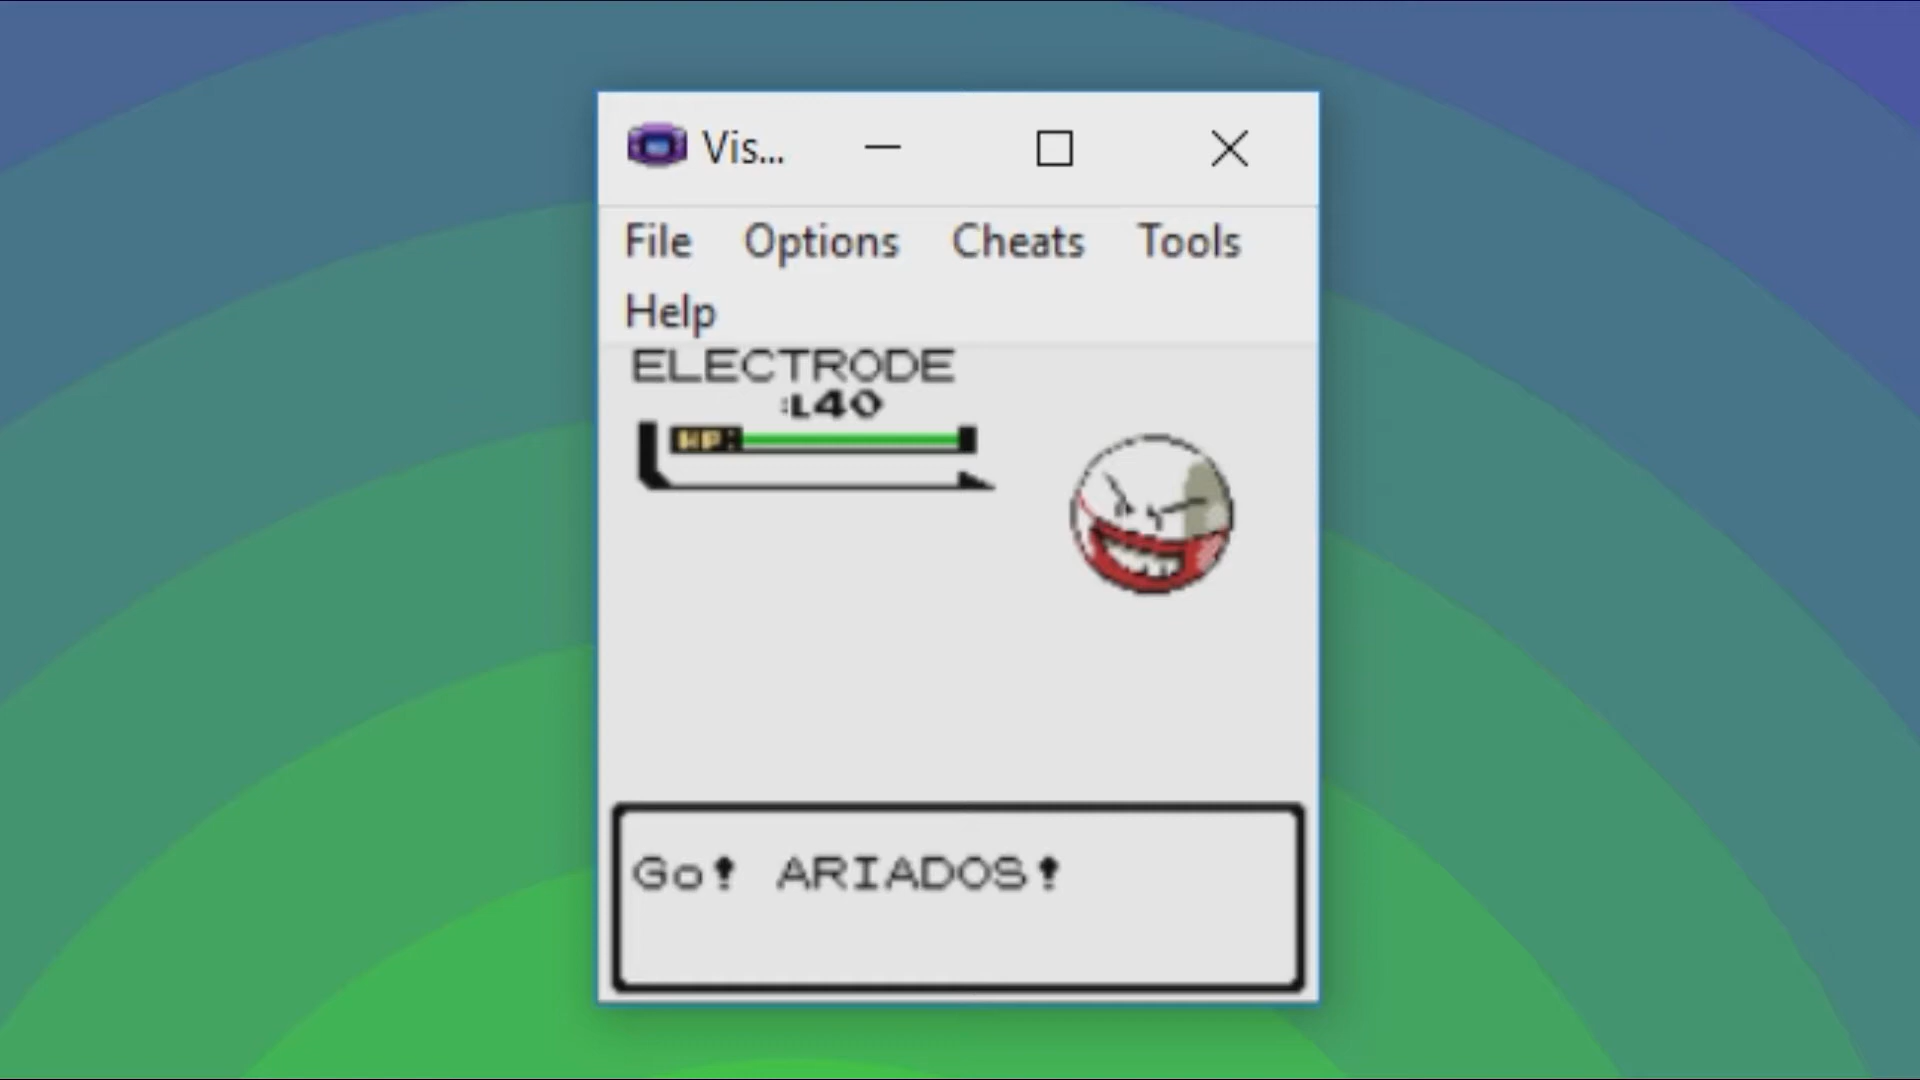 Vis...
File Options Cheats Tools
Help
ELECTRODE
:L40
HP:
Go! ARIADOS!